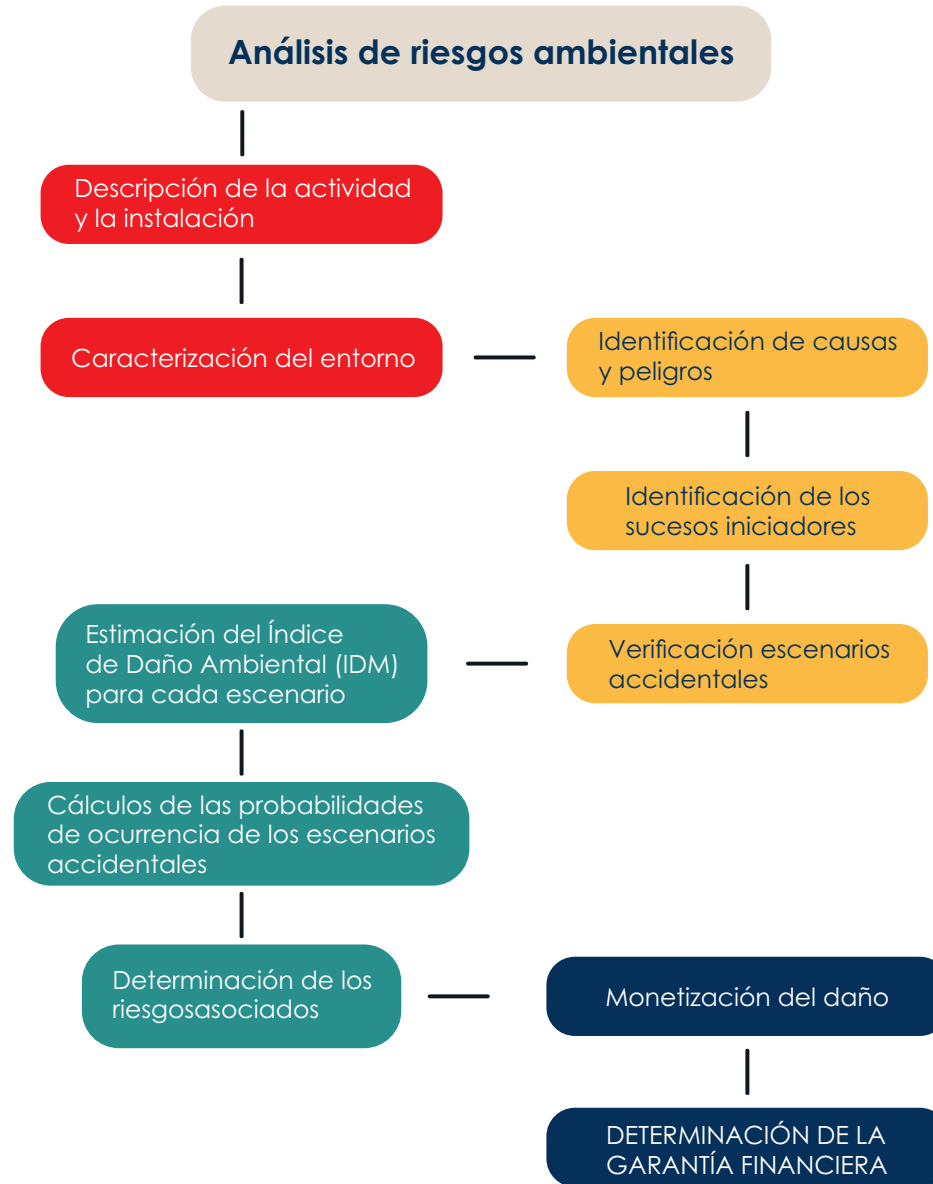 Análisis de riesgos ambientales
Descripción de la actividad
y la instalación
Caracterización del entorno
Identificación de causas
y peligros
Identificación de los
sucesos iniciadores
Verificación escenarios
accidentales
Estimación del Índice
de Daño Ambiental (IDM)
para cada escenario
Cálculos de las probabilidades
de ocurrencia de los escenarios
accidentales
Determinación de los
riesgosasociados
Monetización del daño
DETERMINACIÓN DE LA
GARANTÍA FINANCIERA